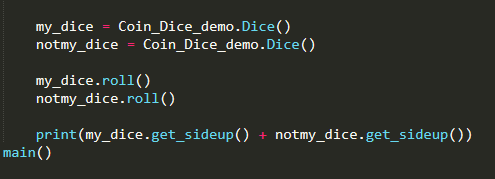 my_dice = Coin_Dice_demo.Dice()
notmy_dice = Coin_Dice_demo.Dice()
my_dice.roll()
notmy_dice.roll()
print(my_dice.get_sideup() + notmy_dice.get_sideup())
main()